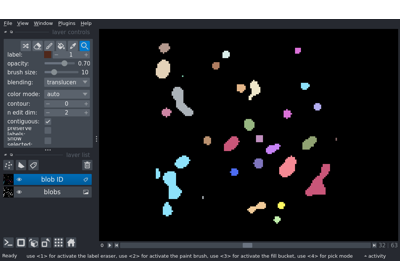 File View Window Plugins Help
layer controls
label: 1
opacity: 0.70
brush size: 10
blending: translucen
color mode: auto
contour: 0
n edit dim: 2
contiguous:
preserve
labels:
show
selected:
layer list
blob ID
blobs
0
32 / 63
Ready
use <1> for activate the label eraser, use <2> for activate the paint brush, use <3> for activate the fill bucket, use <4> for pick mode
activity